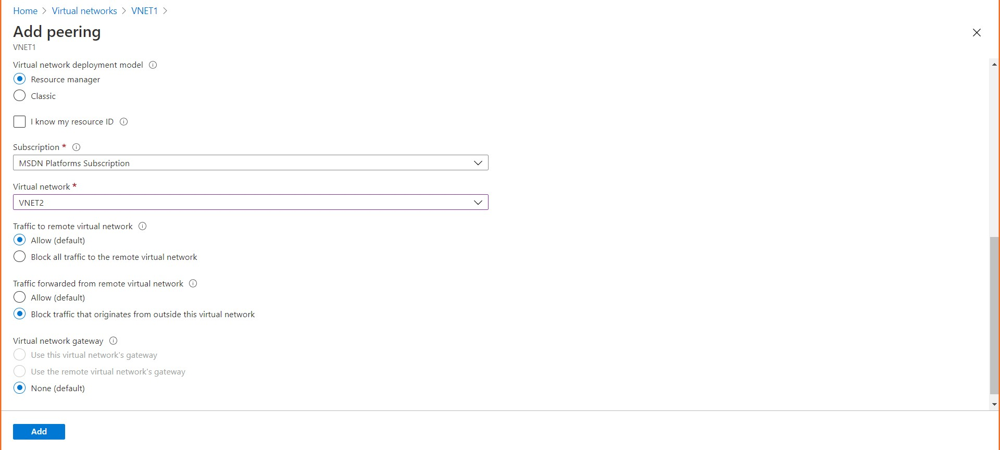 Home > Virtual networks > VNET1 >
Add peering
VNET1
Virtual network deployment model
Resource manager
Classic
I know my resource ID
Subscription *
MSDN Platforms Subscription
Virtual network *
VNET2
Traffic to remote virtual network
Allow (default)
Block all traffic to the remote virtual network
Traffic forwarded from remote virtual network
Allow (default)
Block traffic that originates from outside this virtual network
Virtual network gateway
Use this virtual network's gateway
Use the remote virtual network's gateway
None (default)
Add